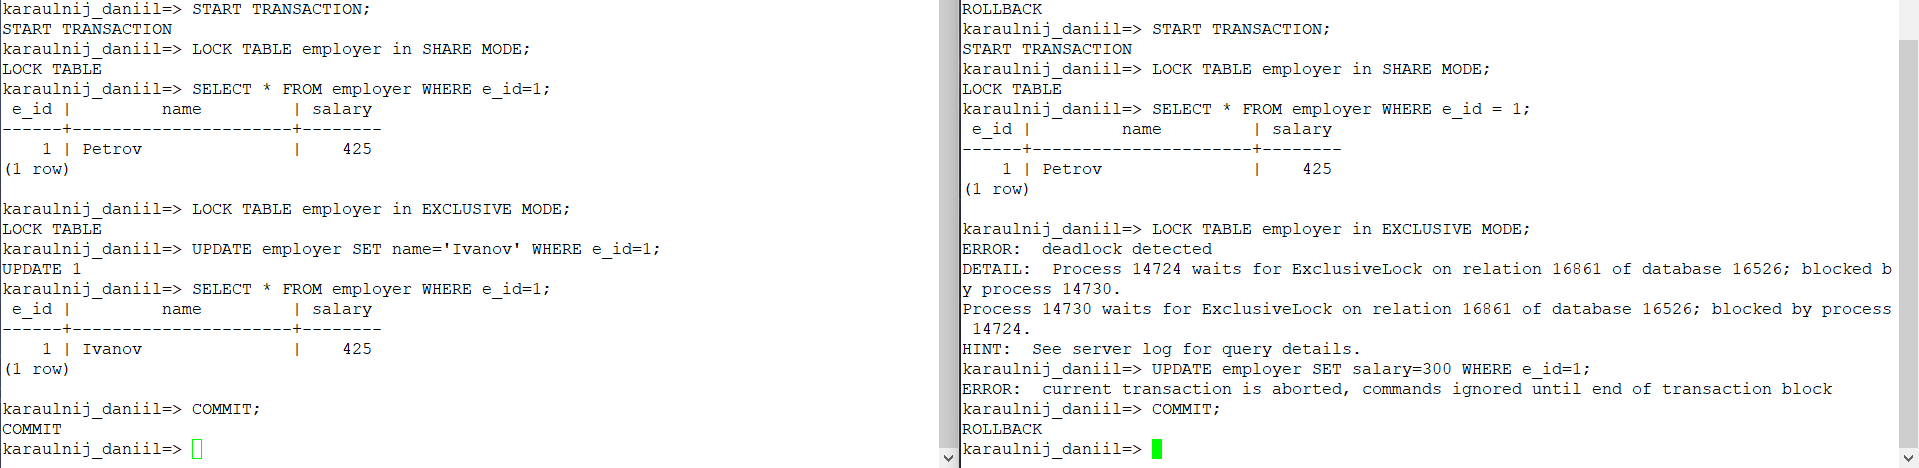 karaulnij_daniil=> START TRANSACTION;
START TRANSACTION
karaulnij_daniil=> LOCK TABLE employer in SHARE MODE;
LOCK TABLE
karaulnij_daniil=> SELECT * FROM employer WHERE e_id=1;
 e_id |         name         | salary
------+----------------------+--------
    1 | Petrov               |    425
(1 row)

karaulnij_daniil=> LOCK TABLE employer in EXCLUSIVE MODE;
LOCK TABLE
karaulnij_daniil=> UPDATE employer SET name='Ivanov' WHERE e_id=1;
UPDATE 1
karaulnij_daniil=> SELECT * FROM employer WHERE e_id=1;
 e_id |         name         | salary
------+----------------------+--------
    1 | Ivanov               |    425
(1 row)

karaulnij_daniil=> COMMIT;
COMMIT
karaulnij_daniil=>
ROLLBACK
karaulnij_daniil=> START TRANSACTION;
START TRANSACTION
karaulnij_daniil=> LOCK TABLE employer in SHARE MODE;
LOCK TABLE
karaulnij_daniil=> SELECT * FROM employer WHERE e_id = 1;
 e_id |         name         | salary
------+----------------------+--------
    1 | Petrov               |    425
(1 row)

karaulnij_daniil=> LOCK TABLE employer in EXCLUSIVE MODE;
ERROR:  deadlock detected
DETAIL:  Process 14724 waits for ExclusiveLock on relation 16861 of database 16526; blocked b
y process 14730.
Process 14730 waits for ExclusiveLock on relation 16861 of database 16526; blocked by process
 14724.
HINT:  See server log for query details.
karaulnij_daniil=> UPDATE employer SET salary=300 WHERE e_id=1;
ERROR:  current transaction is aborted, commands ignored until end of transaction block
karaulnij_daniil=> COMMIT;
ROLLBACK
karaulnij_daniil=>